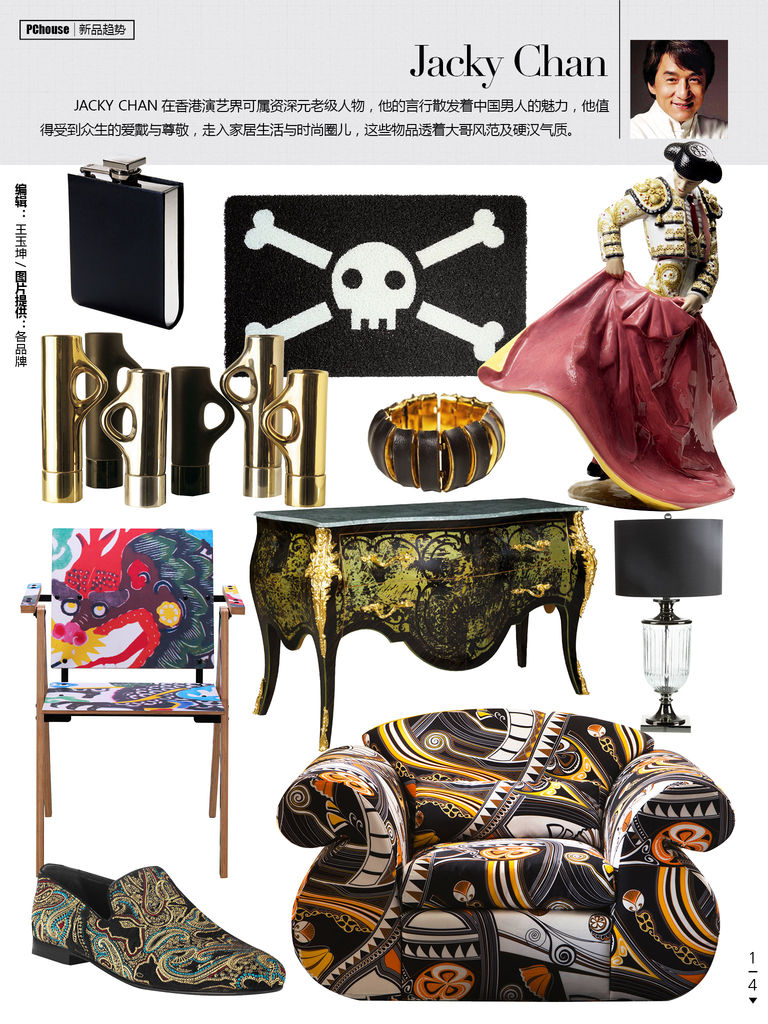 PChouse 新品趋势
Jacky Chan
JACKY CHAN 在香港演艺界可属资深元老级人物，他的言行散发着中国男人的魅力，他值
得受到众生的爱戴与尊敬，走入家居生活与时尚圈儿，这些物品透着大哥风范及硬汉气质。
编辑：王玉坤 / 图片提供：各品牌
1
4